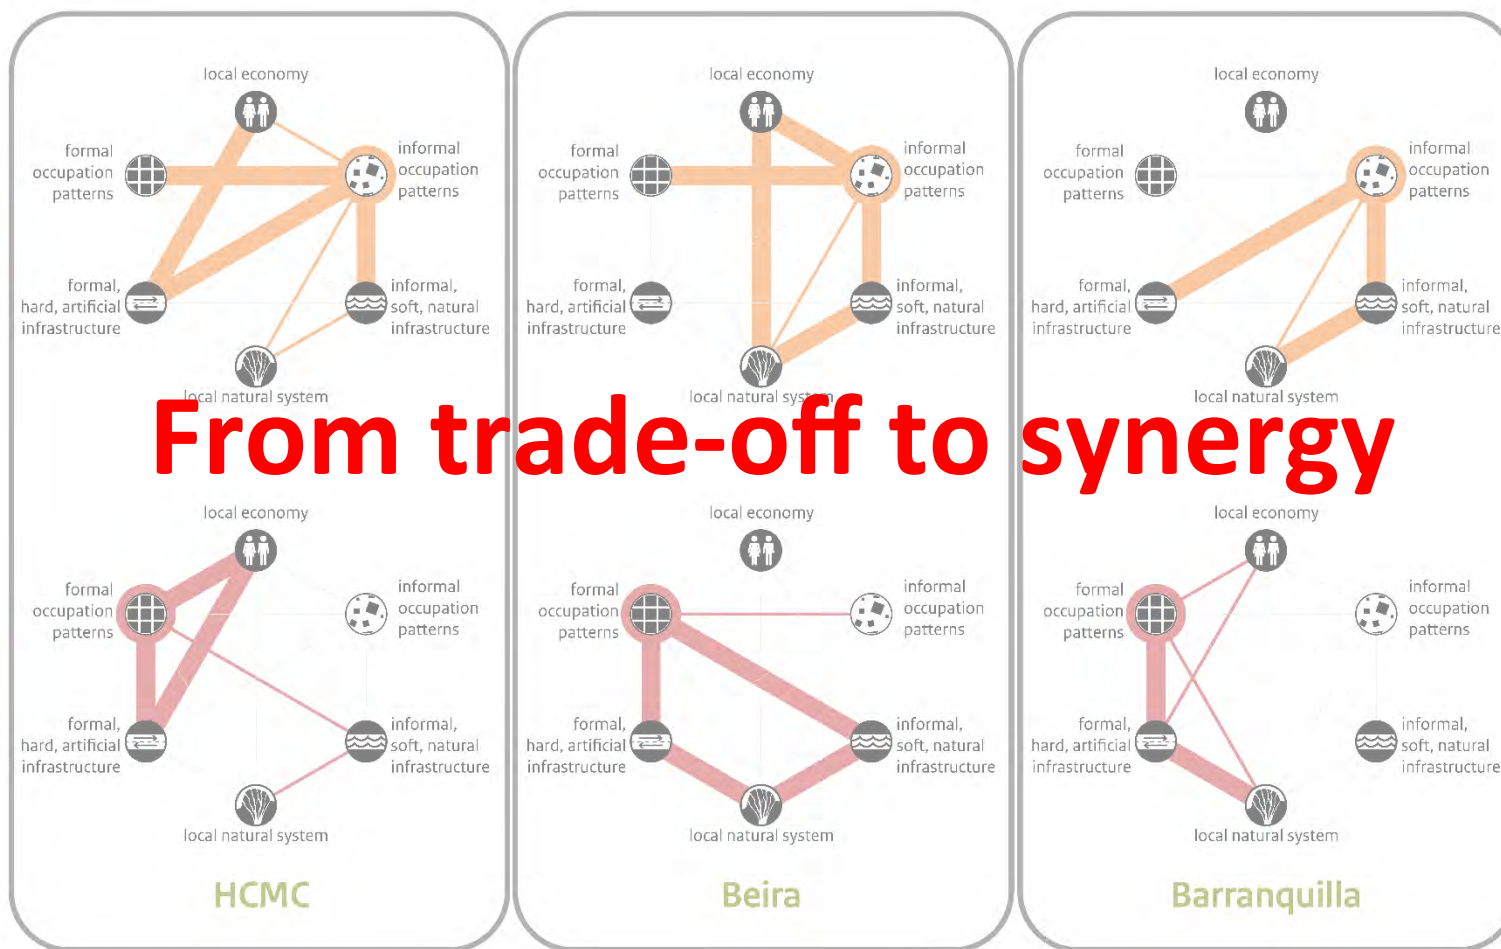 local economy
formal
occupation
patterns
informal
occupation
patterns
formal,
hard, artificial
infrastructure
informal,
soft, natural
infrastructure
local natural system
local economy
formal
occupation
patterns
informal
occupation
patterns
formal,
hard, artificial
infrastructure
informal,
soft, natural
infrastructure
local natural system
local economy
formal
occupation
patterns
informal
occupation
patterns
formal,
hard, artificial
infrastructure
informal,
soft, natural
infrastructure
local natural system
From trade-off to synergy
local economy
formal
occupation
patterns
informal
occupation
patterns
formal,
hard, artificial
infrastructure
informal,
soft, natural
infrastructure
local natural system
HCMC
local economy
formal
occupation
patterns
informal
occupation
patterns
formal,
hard, artificial
infrastructure
informal,
soft, natural
infrastructure
local natural system
Beira
local economy
formal
occupation
patterns
informal
occupation
patterns
formal,
hard, artificial
infrastructure
informal,
soft, natural
infrastructure
local natural system
Barranquilla